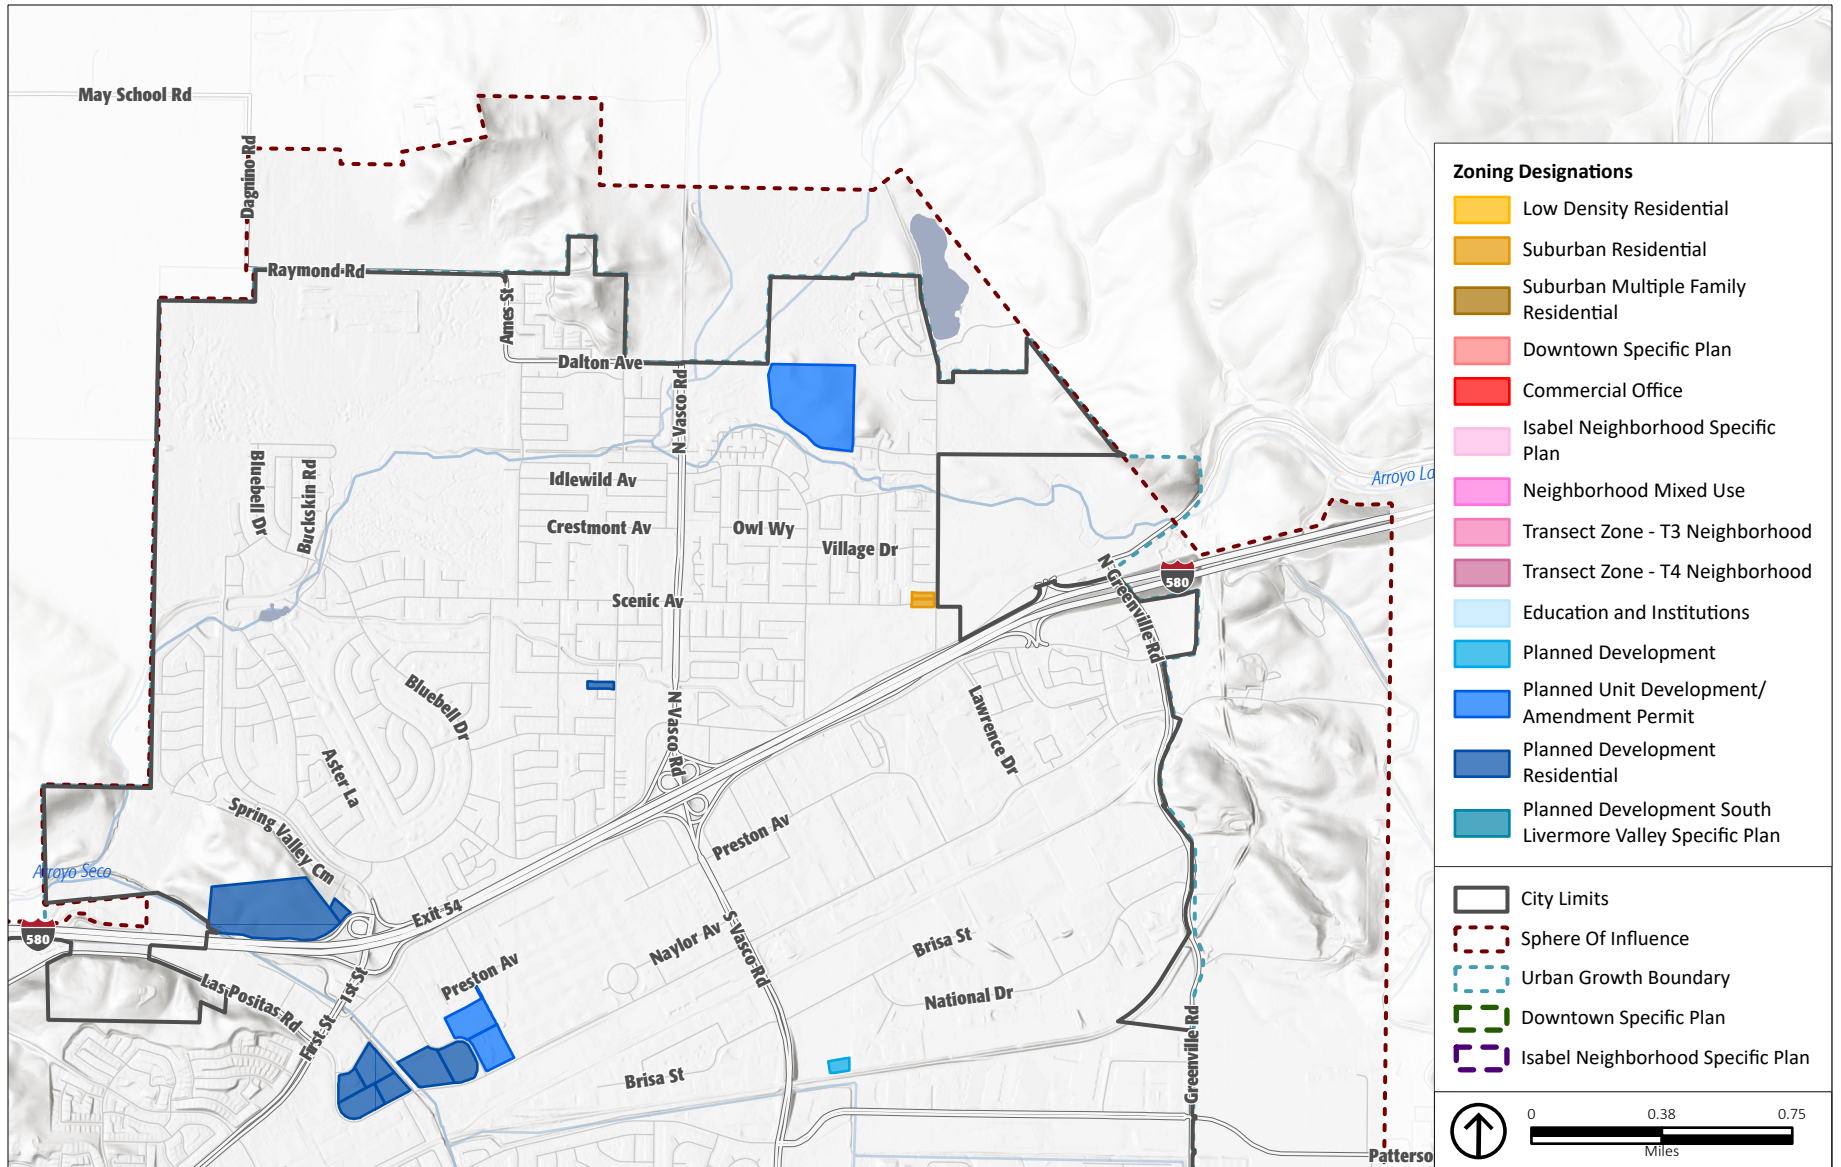 May School Rd
Dagnino Rd
Raymond Rd
Ames St
Dalton Ave
N Vasco Rd
Bluebell Dr
Buckskin Rd
Idlewild Av
Crestmont Av
Owl Wy
Village Dr
Scenic Av
N Greenville Rd
580
Arroyo La
Bluebell Dr
Aster La
N Vasco Rd
Lawrence Dr
Spring Valley Cm
Preston Av
Arroyo Seco
580
Exit 54
Naylor Av
S Vasco Rd
Brisa St
Preston Av
Las Positas Rd
1st St
First St
National Dr
Brisa St
Greenville Rd
Patterso
Zoning Designations
Low Density Residential
Suburban Residential
Suburban Multiple Family
Residential
Downtown Specific Plan
Commercial Office
Isabel Neighborhood Specific
Plan
Neighborhood Mixed Use
Transect Zone - T3 Neighborhood
Transect Zone - T4 Neighborhood
Education and Institutions
Planned Development
Planned Unit Development/
Amendment Permit
Planned Development
Residential
Planned Development South
Livermore Valley Specific Plan
City Limits
Sphere Of Influence
Urban Growth Boundary
Downtown Specific Plan
Isabel Neighborhood Specific Plan
0 0.38 0.75
Miles